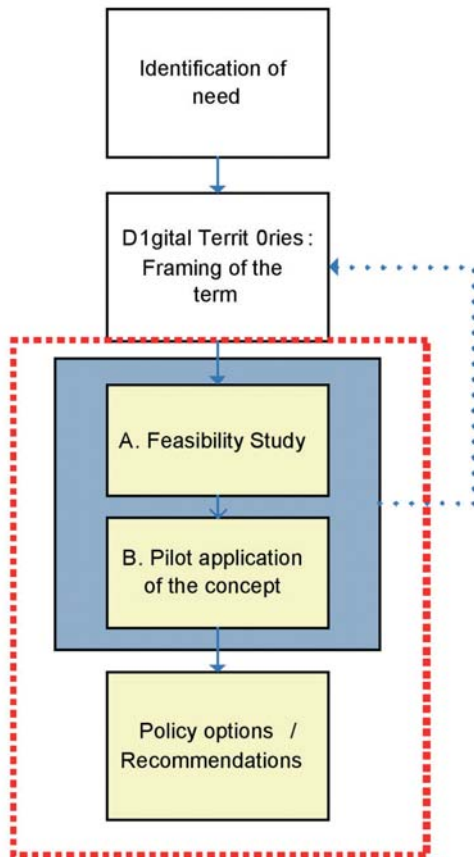 Identification of
need
D1gital Territ 0ries :
Framing of the
term
A. Feasibility Study
B. Pilot application
of the concept
Policy options /
Recommendations